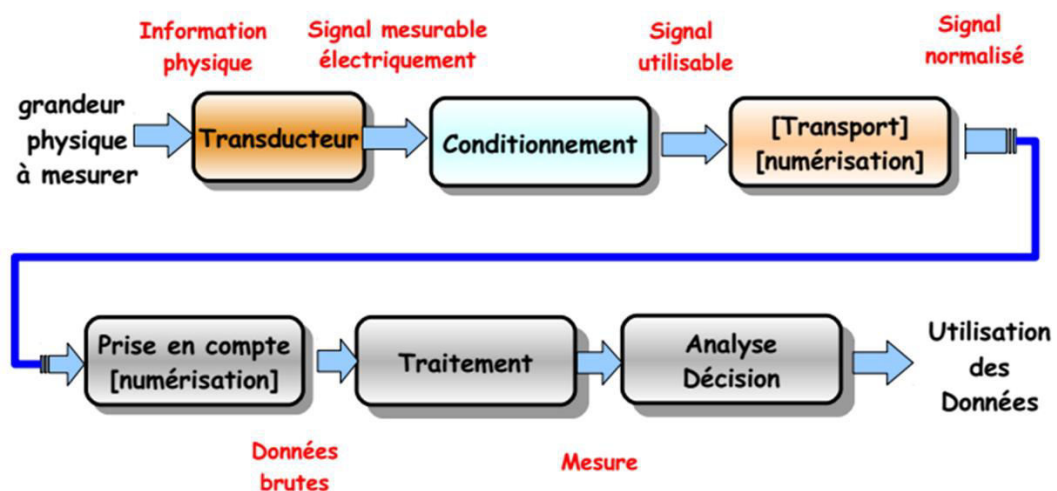 Information
physique
Signal mesurable
électriquement
Signal
utilisable
Signal
normalisé
grandeur
physique
à mesurer
Transducteur
Conditionnement
[Transport]
[numérisation]
Prise en compte
[numérisation]
Traitement
Analyse
Décision
Utilisation
des
Données
Données
brutes
Mesure